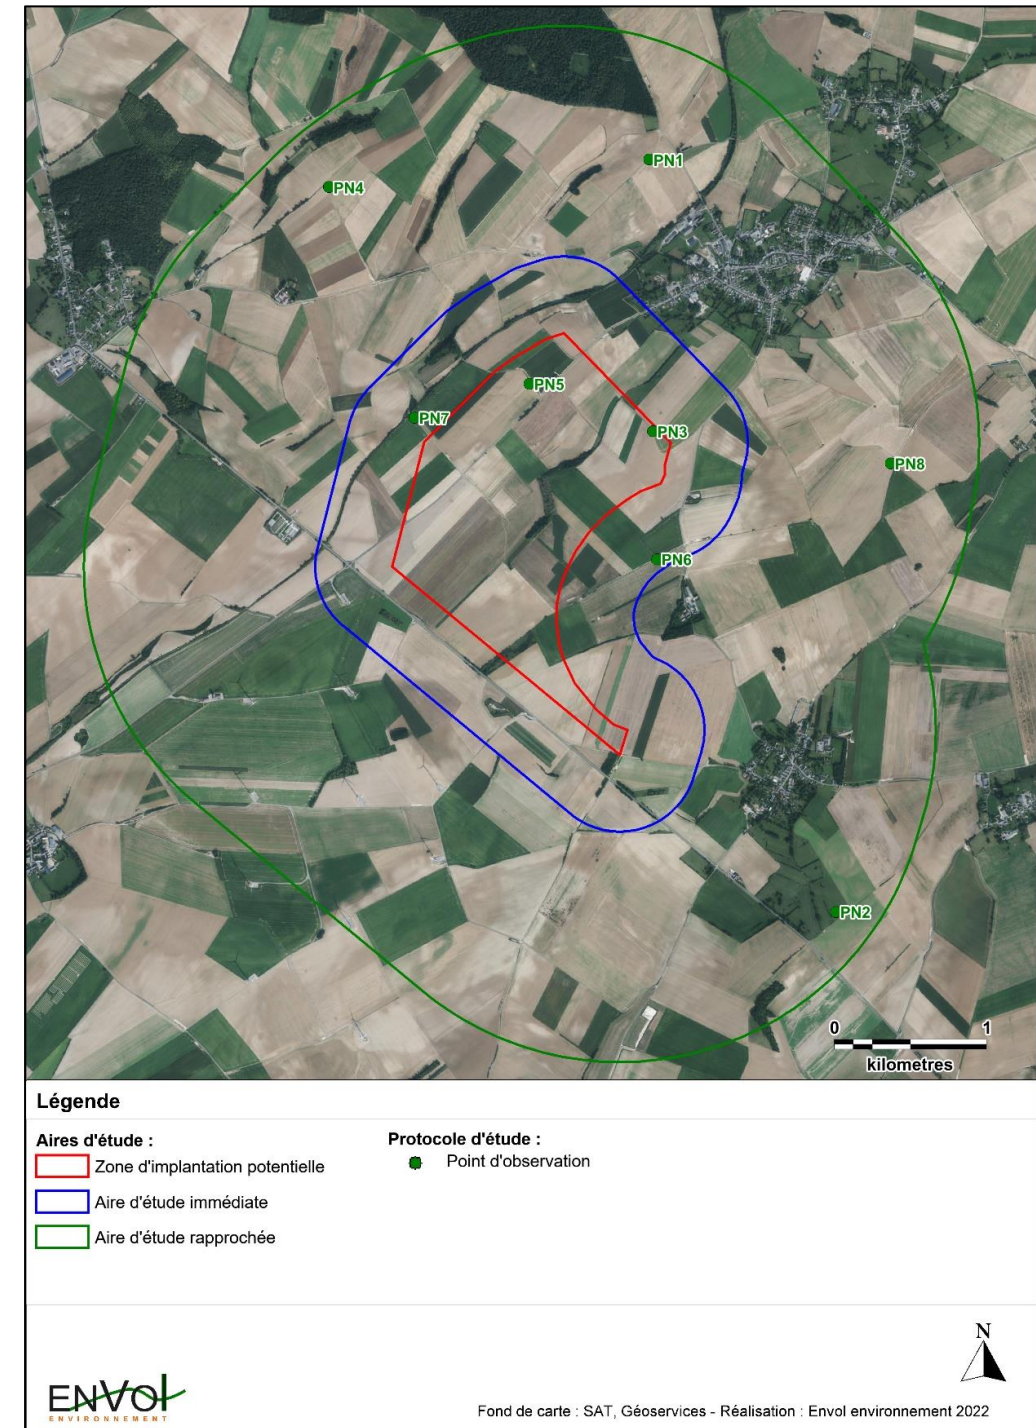 PN1
PN4
PN5
PN7
PN3
PN8
PN6
PN2
0 1
kilometres
Légende
Aires d'étude :
Zone d'implantation potentielle
Aire d'étude immédiate
Aire d'étude rapprochée
Protocole d'étude :
Point d'observation
N
ENVOl
ENVIRONNEMENT
Fond de carte : SAT, Géoservices - Réalisation : Envol environnement 2022